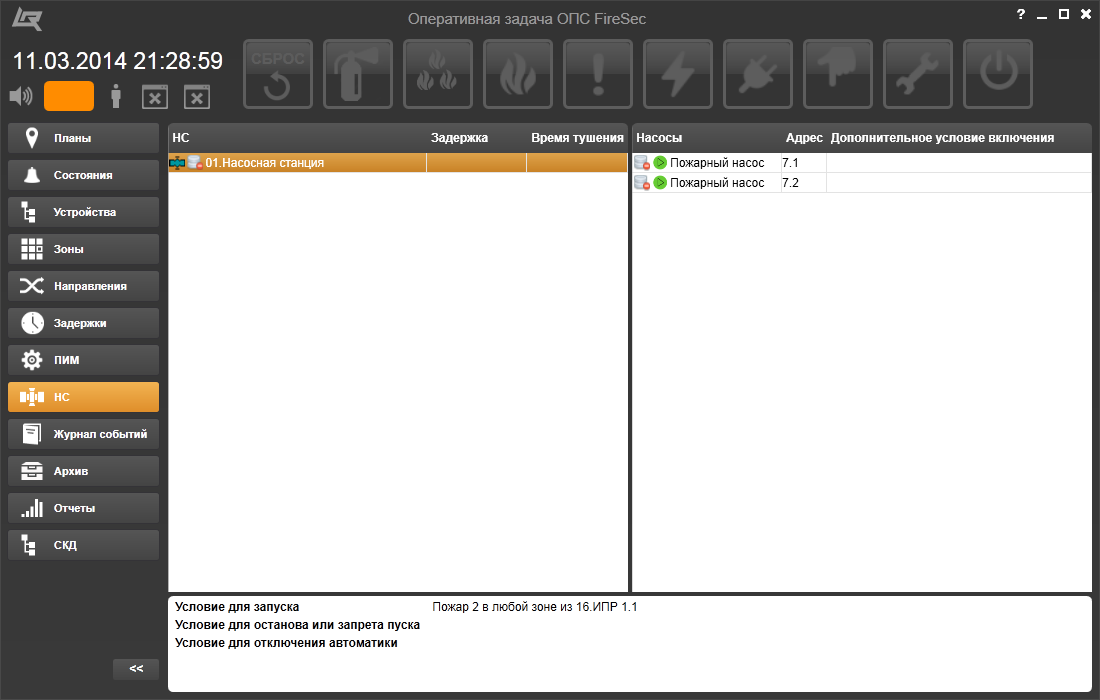 Оперативная задача ОПС FireSec
?
11.03.2014 21:28:59
СБРОС
Планы
Состояния
Устройства
Зоны
Направления
Задержки
ПИМ
НС
Журнал событий
Архив
Отчеты
СКД
<<
НС Задержка Время тушения
01.Насосная станция
Насосы Адрес Дополнительное условие включения
Пожарный насос 7.1
Пожарный насос 7.2
Условие для запуска Пожар 2 в любой зоне из 16.ИПР 1.1
Условие для останова или запрета пуска
Условие для отключения автоматики